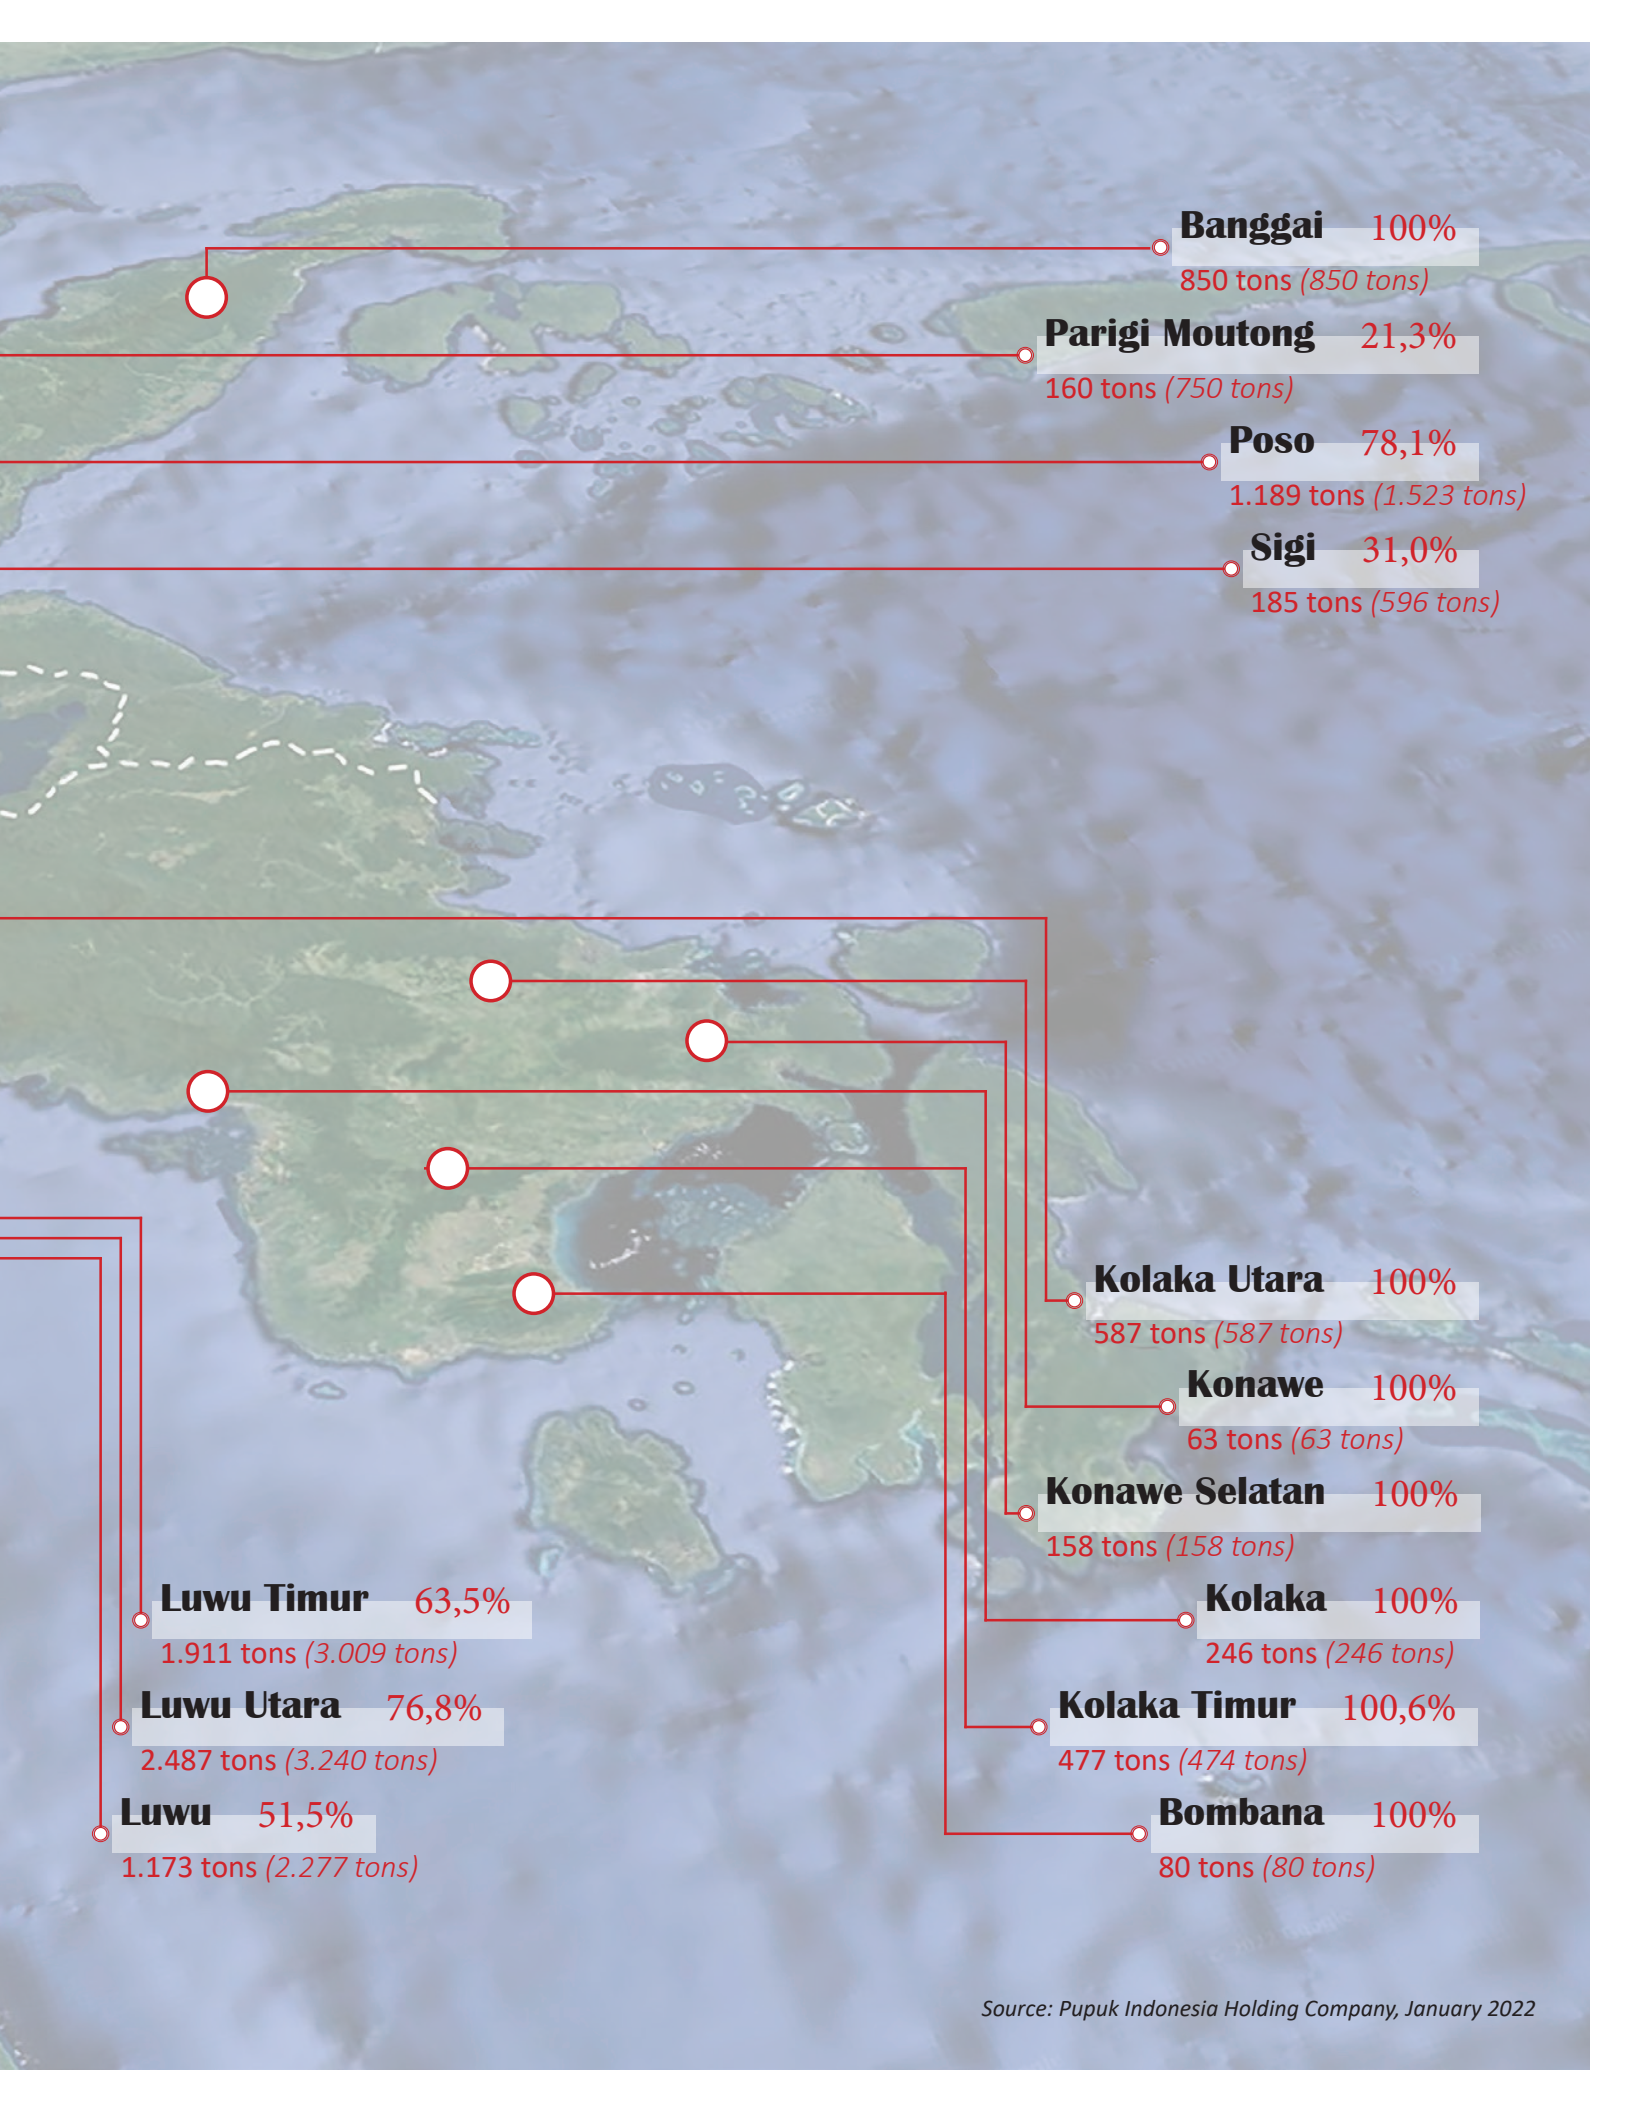 Banggai 100%
850 tons (850 tons)
Parigi Moutong 21,3%
160 tons (750 tons)
Poso 78,1%
1.189 tons (1.523 tons)
Sigi 31,0%
185 tons (596 tons)
Kolaka Utara 100%
587 tons (587 tons)
Konawe 100%
63 tons (63 tons)
Konawe Selatan 100%
158 tons (158 tons)
Kolaka 100%
246 tons (246 tons)
Kolaka Timur 100,6%
477 tons (474 tons)
Bombana 100%
80 tons (80 tons)
Luwu Timur 63,5%
1.911 tons (3.009 tons)
Luwu Utara 76,8%
2.487 tons (3.240 tons)
Luwu 51,5%
1.173 tons (2.277 tons)
Source: Pupuk Indonesia Holding Company, January 2022